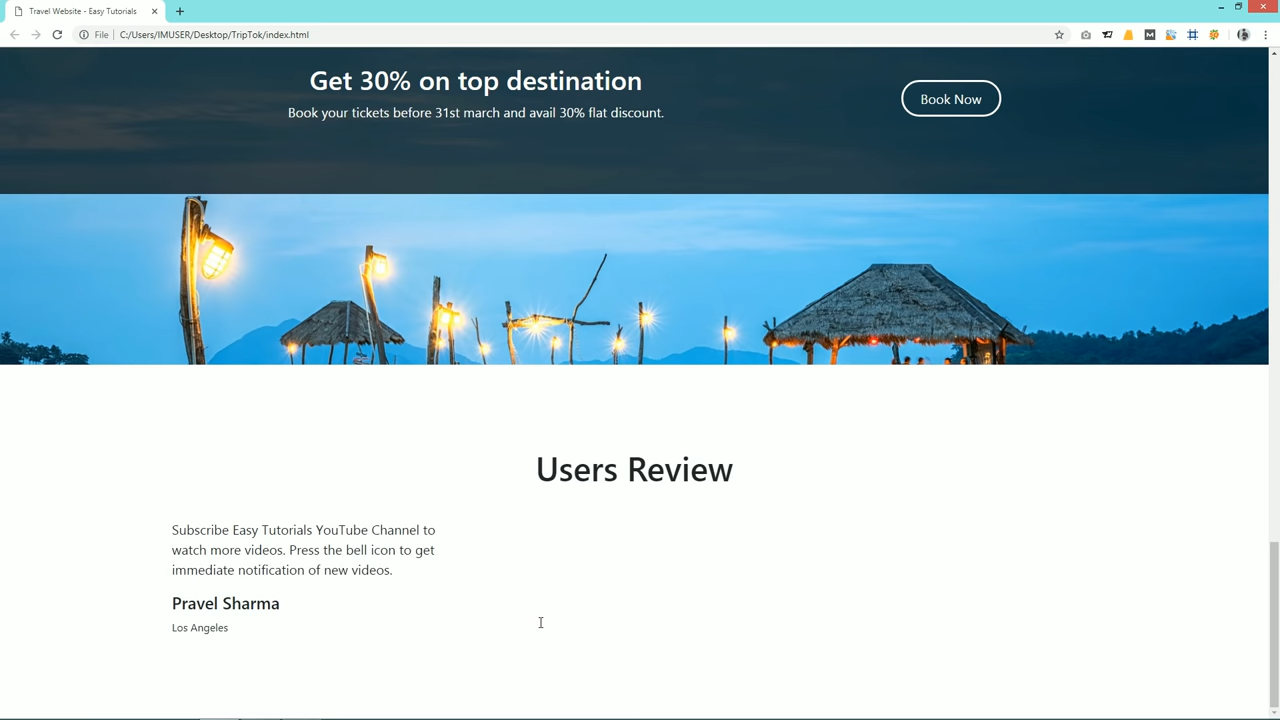 Travel Website - Easy Tutorials
File C:/Users/IMUSER/Desktop/TripTok/index.html
Get 30% on top destination
Book your tickets before 31st march and avail 30% flat discount.
Book Now
Users Review
Subscribe Easy Tutorials YouTube Channel to
watch more videos. Press the bell icon to get
immediate notification of new videos.
Pravel Sharma
Los Angeles